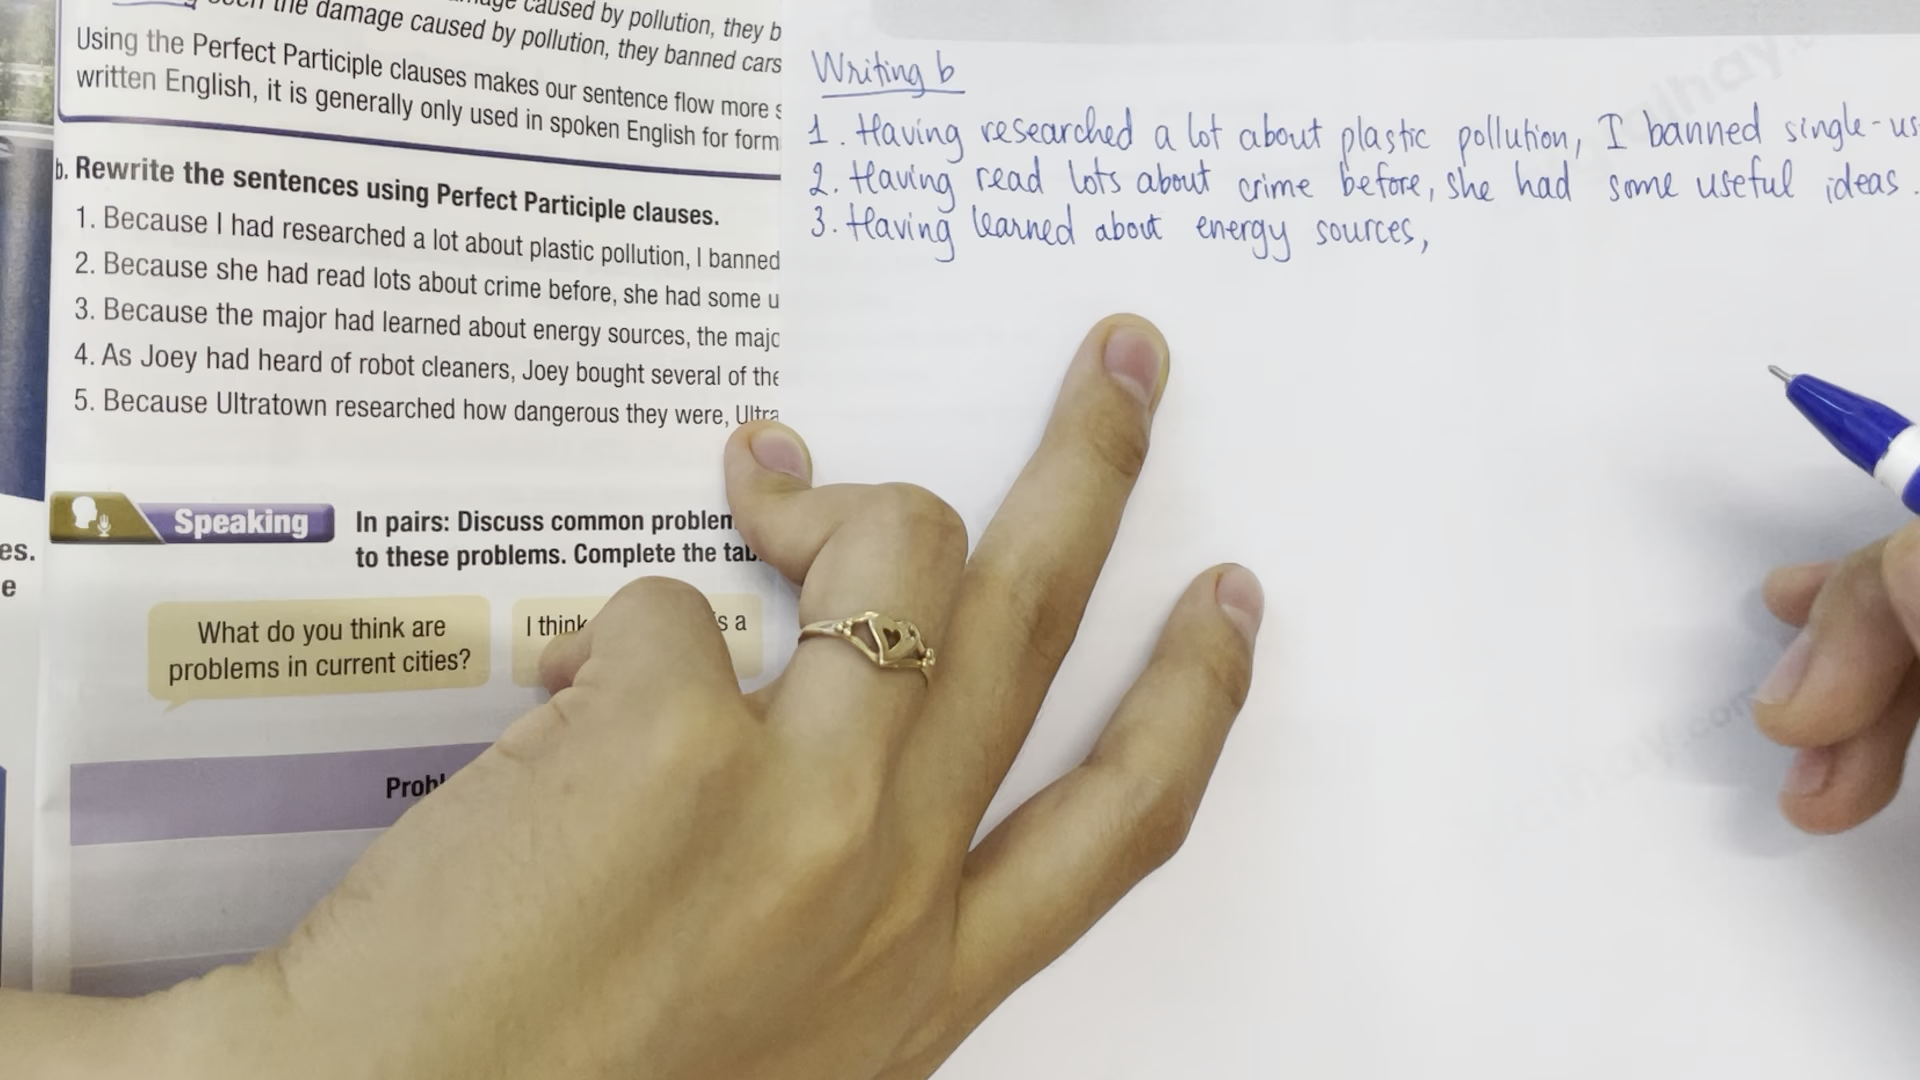 the damage caused by pollution, they
caused by pollution, they banned cars
Using the Perfect Participle clauses makes our sentence flow more
written English, it is generally only used in spoken English for
b. Rewrite the sentences using Perfect Participle clauses.
1. Because I had researched a lot about plastic pollution, I banned
2. Because she had read lots about crime before, she had some
3. Because the major had learned about energy sources, the
4. As Joey had heard of robot cleaners, Joey bought several of
5. Because Ultratown researched how dangerous they were,
Speaking
In pairs: Discuss common
to these problems. Complete the
es.
e
What do you think are
problems in current cities?
I think
s a
Writing b
1. Having researched a lot about plastic pollution, I banned single-us
2. Having read lots about crime before, she had some useful ideas.
3. Having learned about energy sources,